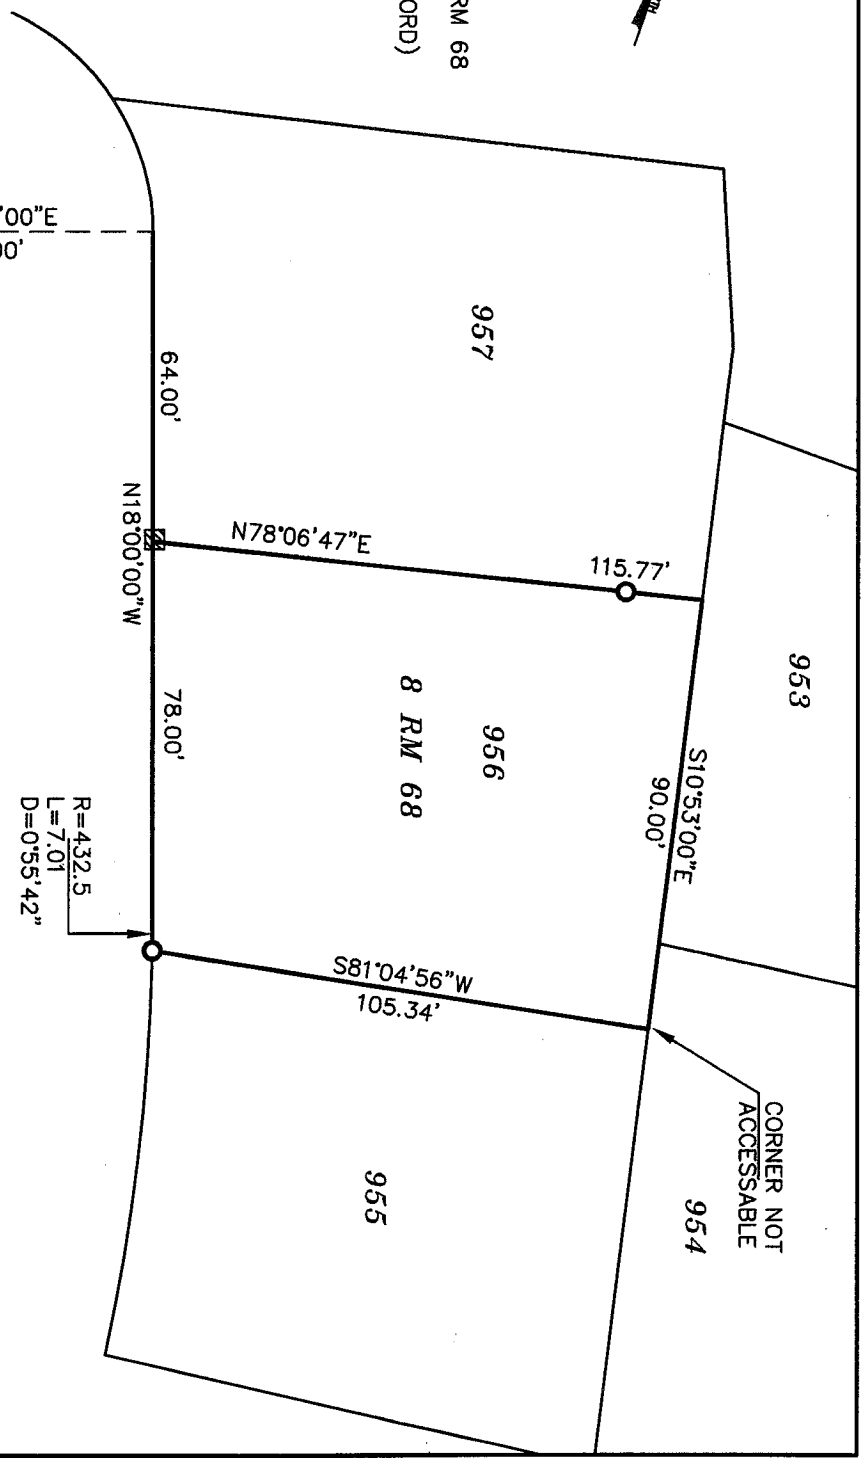 RM 68
ORD)
'00"E
00'
64.00'
N18°00'00"W
78.00'
N78°06'47"E
115.77'
957
956
8 RM 68
953
S10°53'00"E
90.00'
S81°04'56"W
105.34'
R=432.5
L=7.01
D=0°55'42"
CORNER NOT
ACCESSABLE
954
955